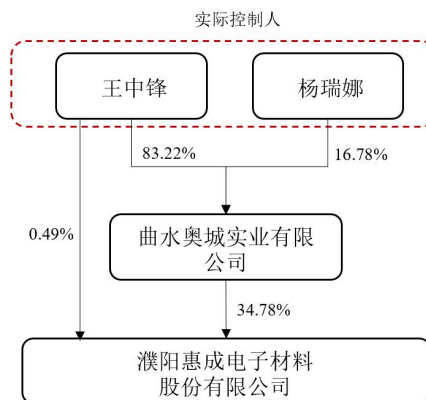 实际控制人
王中锋
杨瑞娜
83.22%
16.78%
0.49%
曲水奥城实业有限
公司
34.78%
濮阳惠成电子材料
股份有限公司